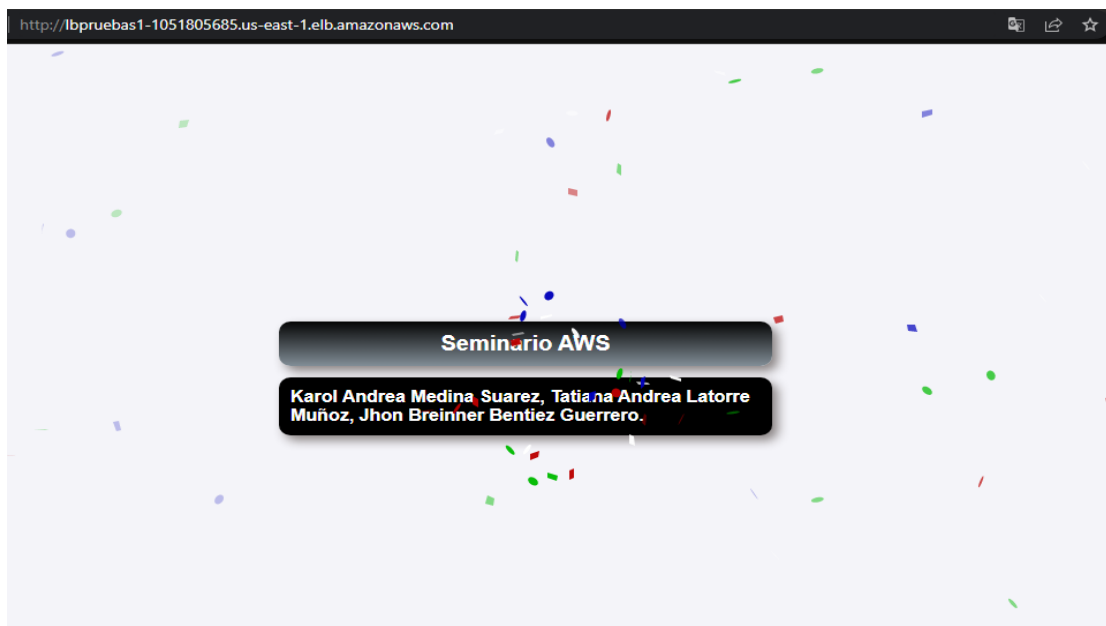 http://lbpruebas1-1051805685.us-east-1.elb.amazonaws.com
Seminario AWS
Karol Andrea Medina Suarez, Tatiana Andrea Latorre
Muñoz, Jhon Breinner Bentiez Guerrero.